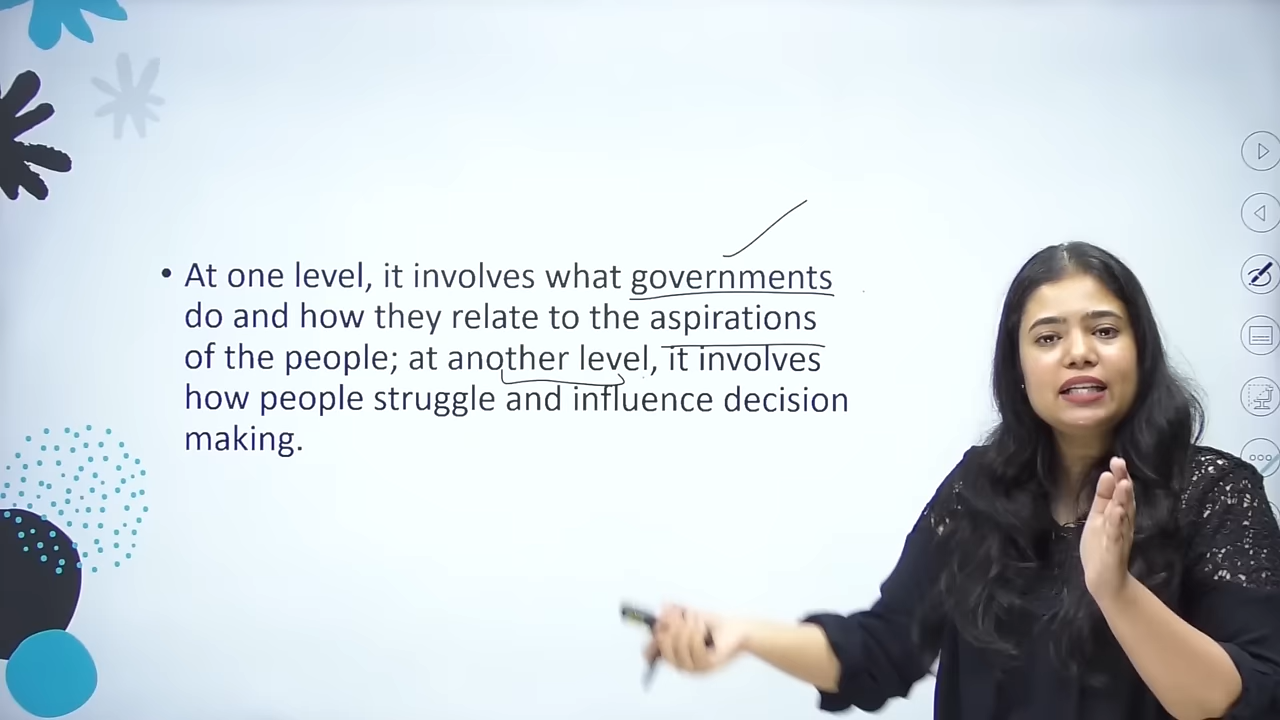 • At one level, it involves what governments
do and how they relate to the aspirations
of the people; at another level, it involves
how people struggle and influence decision
making.